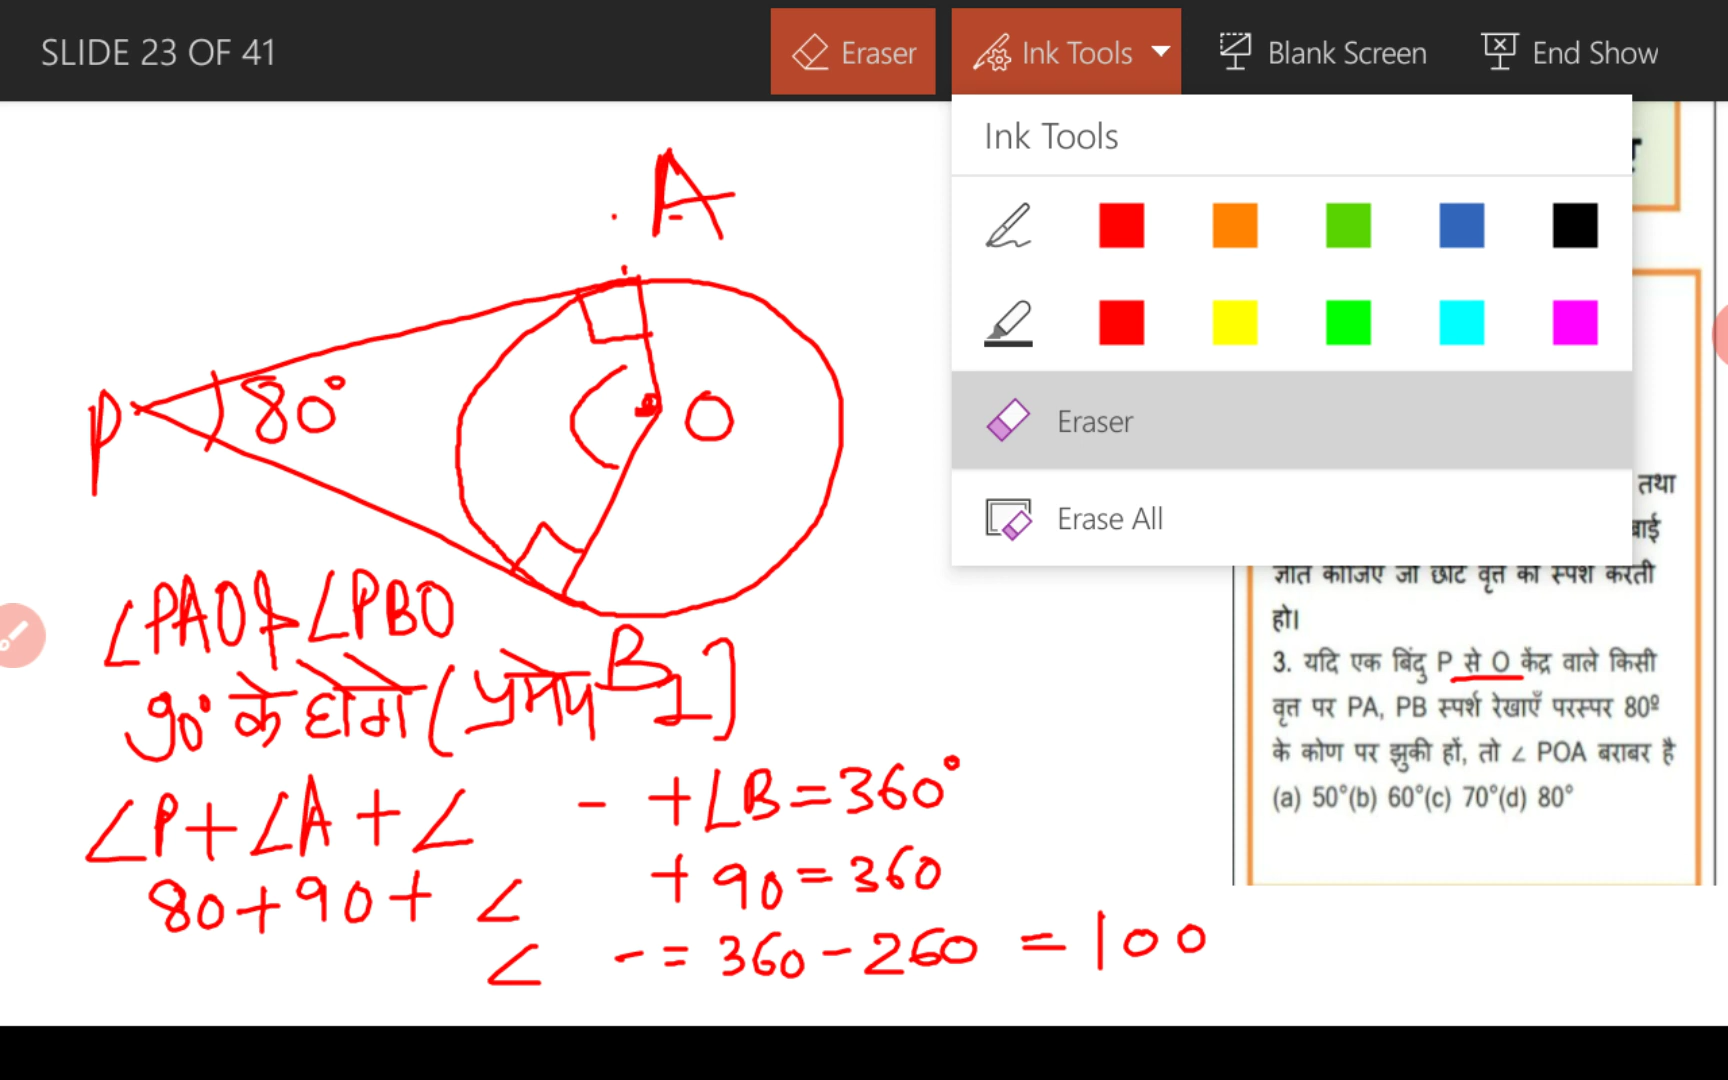 SLIDE 23 OF 41
Eraser
Ink Tools
Blank Screen
End Show
Ink Tools
Eraser
Erase All
A
P 80° O
B
∠PAO & ∠PBO
90° के होगा (प्रमेय 1]
∠P+∠A+∠ - +∠B=360°
80+90+ ∠ +90=360
∠ -=360-260 =100
तथा
ज्ञात कीजिए जो छोटे वृत्त को स्पर्श करती
हो।
3. यदि एक बिंदु P से O केंद्र वाले किसी
वृत्त पर PA, PB स्पर्श रेखाएँ परस्पर 80º
के कोण पर झुकी हों, तो ∠ POA बराबर है
(a) 50°(b) 60°(c) 70°(d) 80°